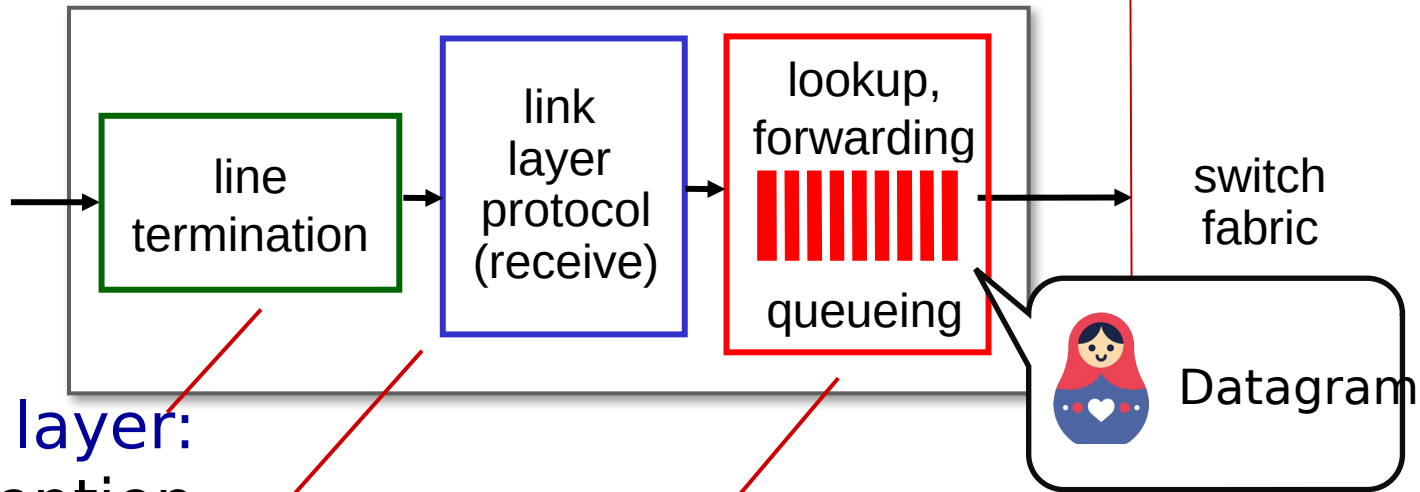 line
termination
link
layer
protocol
(receive)
lookup,
forwarding
queueing
switch
fabric
Datagram
layer: